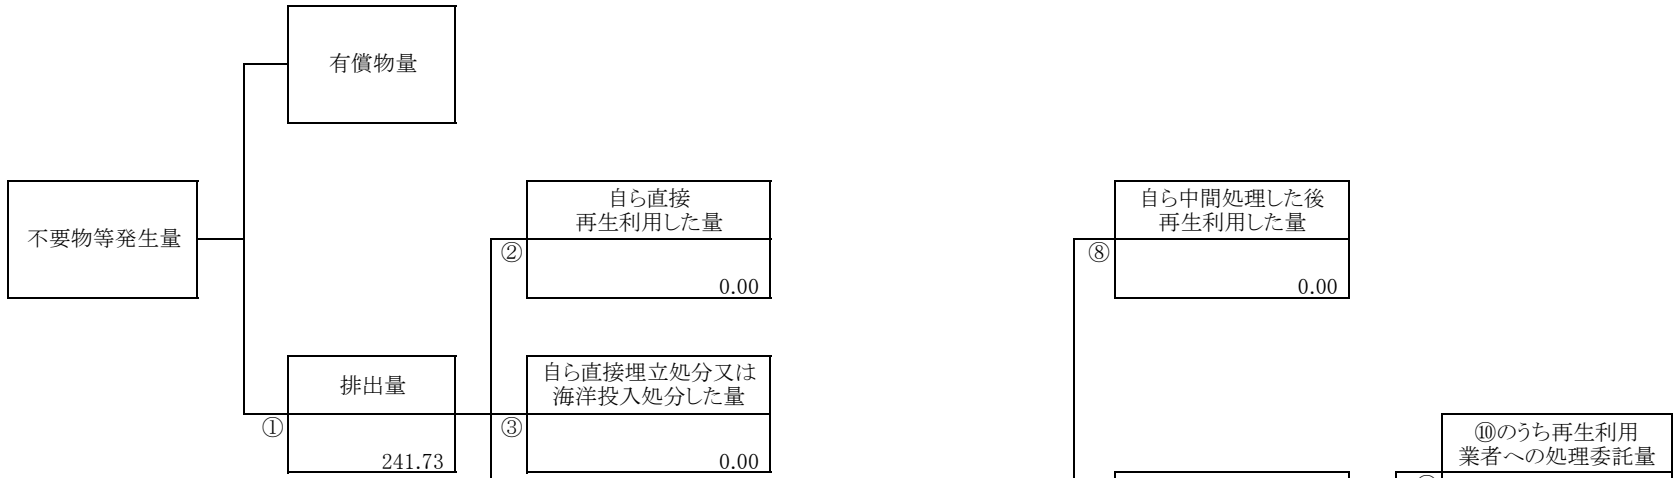 有償物量
不要物等発生量
自ら直接
再生利用した量
②
0.00
自ら中間処理した後
再生利用した量
⑧
0.00
排出量
①
241.73
自ら直接埋立処分又は
海洋投入処分した量
③
0.00
⑩のうち再生利用
業者への処理委託量